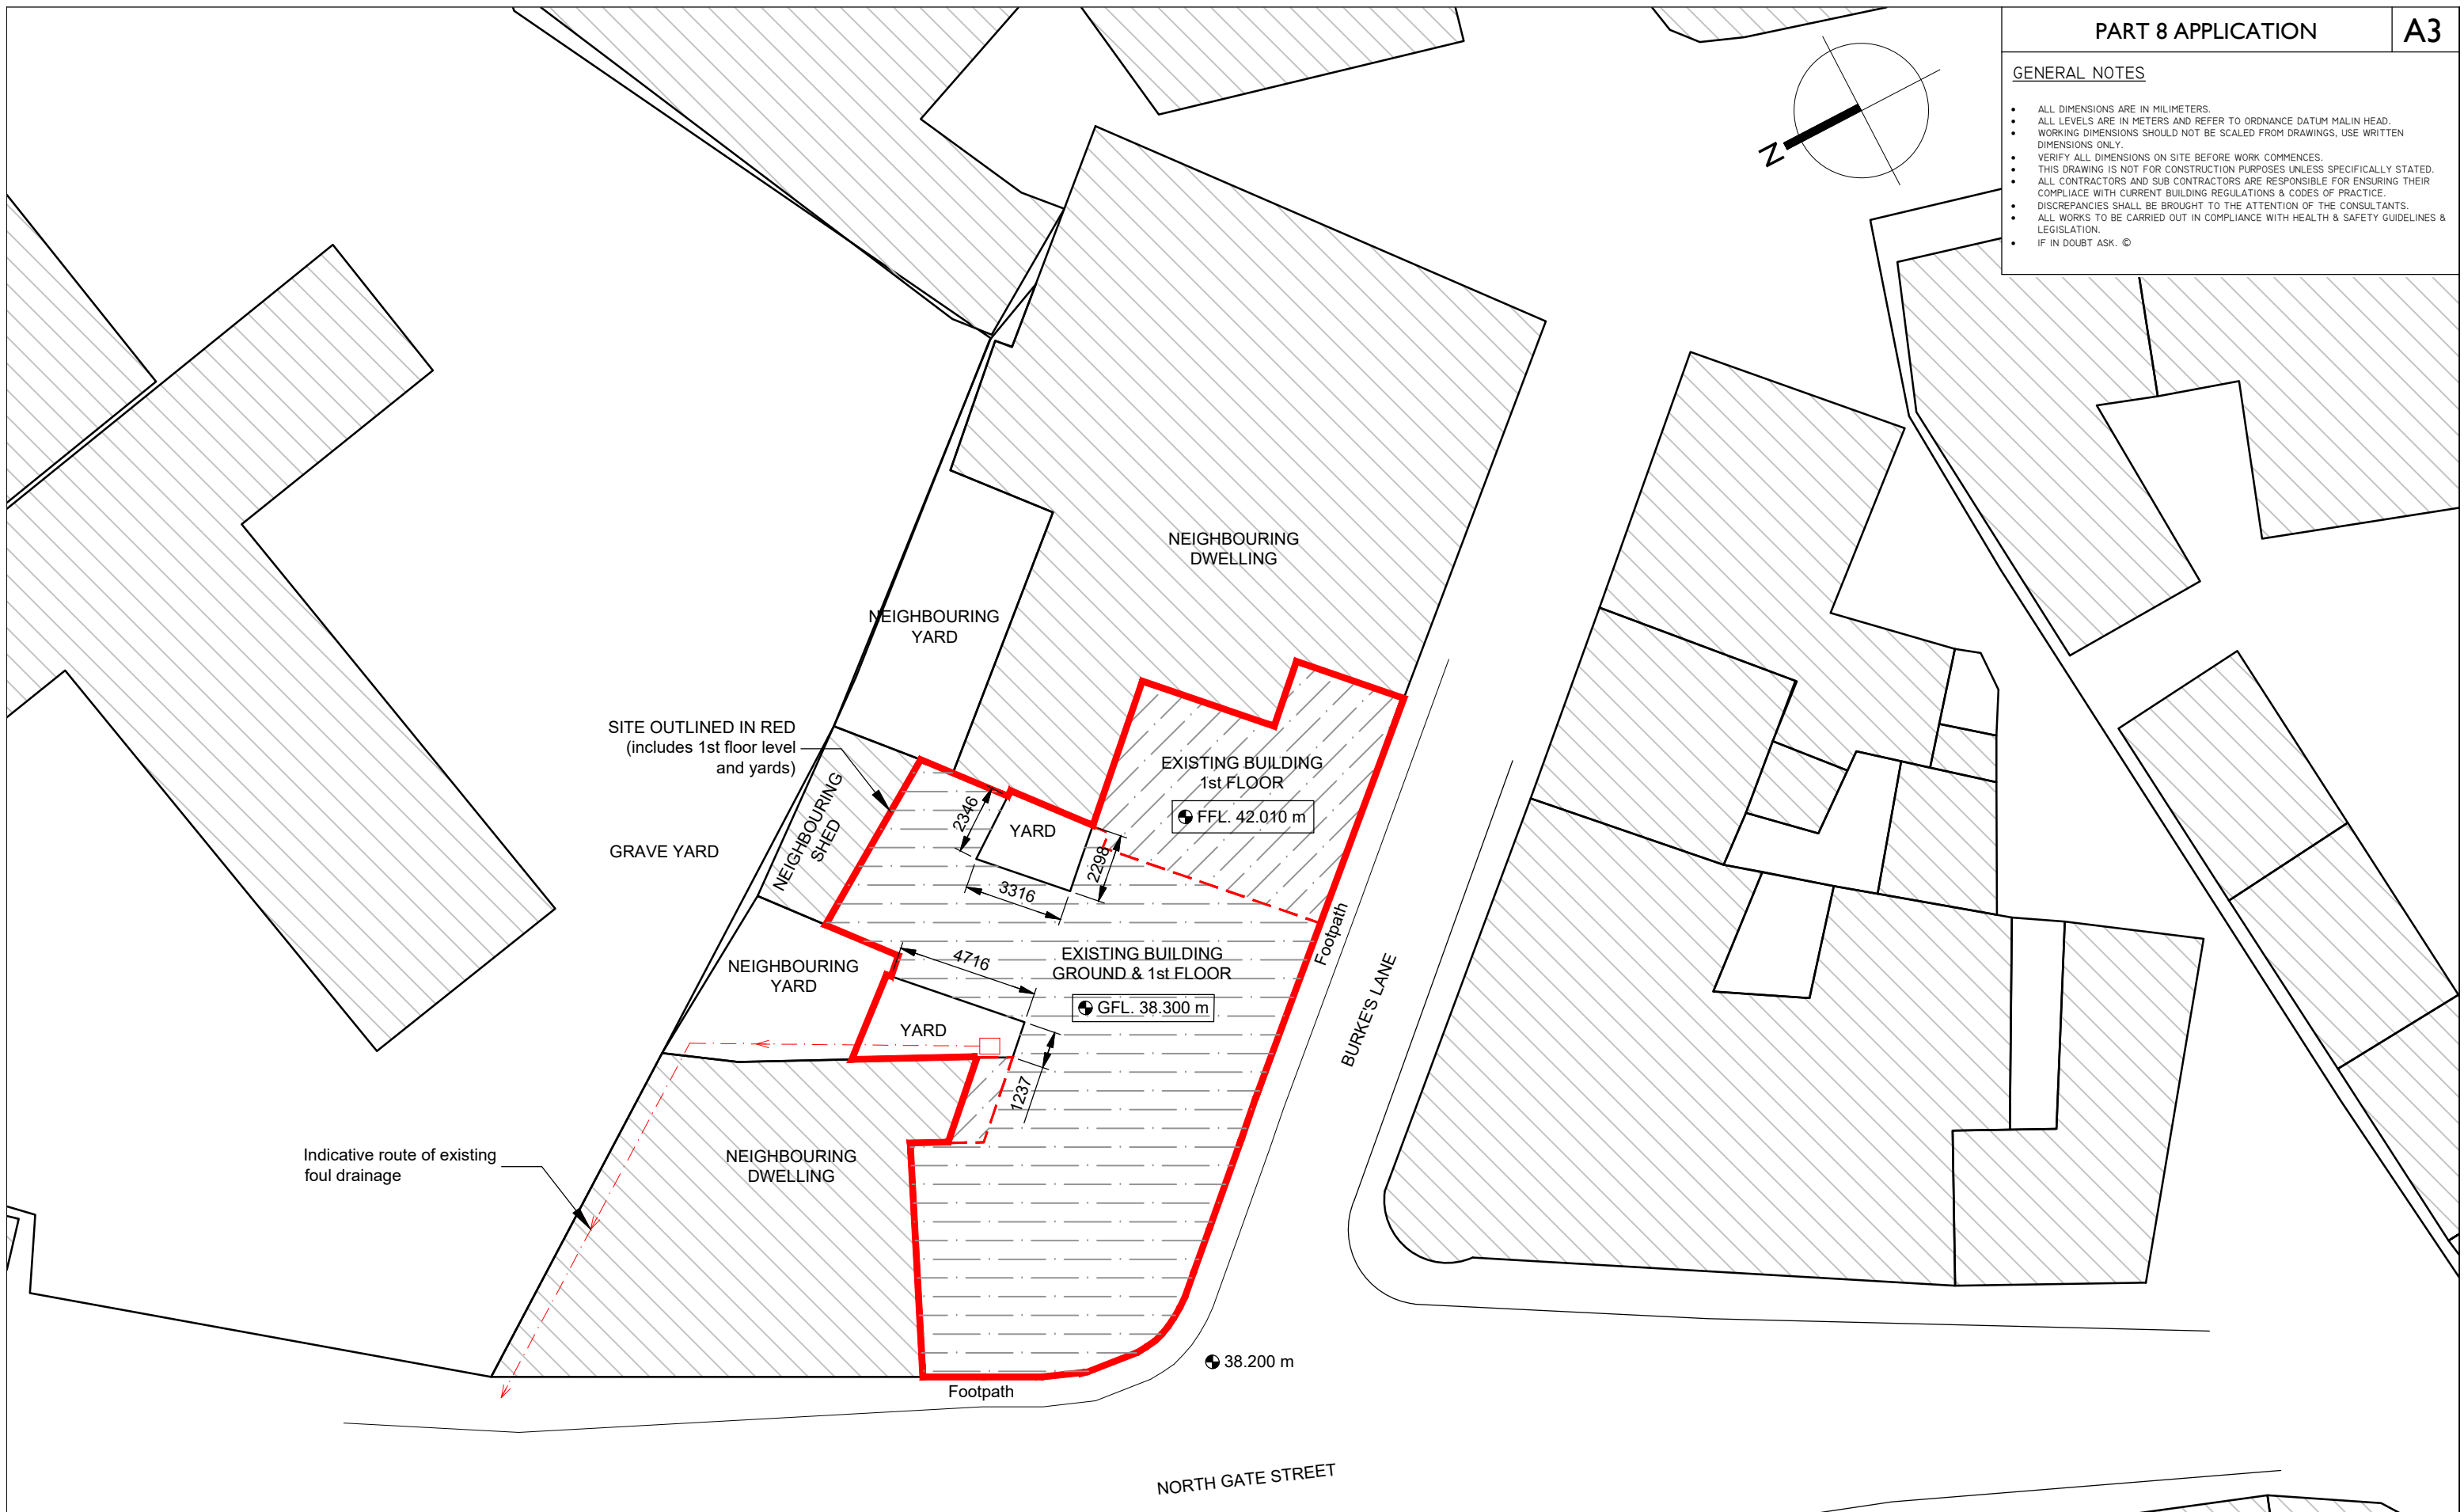 PART 8 APPLICATION
A3
GENERAL NOTES
• ALL DIMENSIONS ARE IN MILIMETERS.
• ALL LEVELS ARE IN METERS AND REFER TO ORDNANCE DATUM MALIN HEAD.
• WORKING DIMENSIONS SHOULD NOT BE SCALED FROM DRAWINGS, USE WRITTEN
DIMENSIONS ONLY.
• VERIFY ALL DIMENSIONS ON SITE BEFORE WORK COMMENCES.
• THIS DRAWING IS NOT FOR CONSTRUCTION PURPOSES UNLESS SPECIFICALLY STATED.
• ALL CONTRACTORS AND SUB CONTRACTORS ARE RESPONSIBLE FOR ENSURING THEIR
COMPLIACE WITH CURRENT BUILDING REGULATIONS & CODES OF PRACTICE.
• DISCREPANCIES SHALL BE BROUGHT TO THE ATTENTION OF THE CONSULTANTS.
• ALL WORKS TO BE CARRIED OUT IN COMPLIANCE WITH HEALTH & SAFETY GUIDELINES &
LEGISLATION.
• IF IN DOUBT ASK. ©
N
NEIGHBOURING
DWELLING
NEIGHBOURING
YARD
SITE OUTLINED IN RED
(includes 1st floor level
and yards)
EXISTING BUILDING
1st FLOOR
FFL. 42.010 m
NEIGHBOURING
SHED
2346
YARD
2298
GRAVE YARD
3316
Footpath
4716
EXISTING BUILDING
GROUND & 1st FLOOR
GFL. 38.300 m
NEIGHBOURING
YARD
BURKE'S LANE
YARD
1237
Indicative route of existing
foul drainage
NEIGHBOURING
DWELLING
38.200 m
Footpath
NORTH GATE STREET